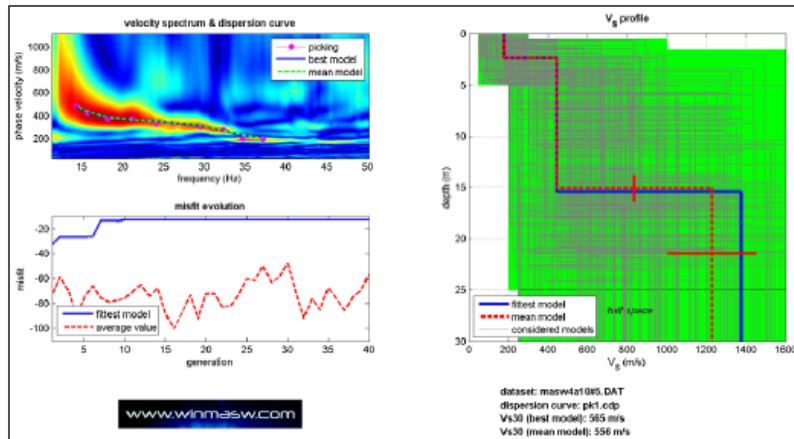 velocity spectrum & dispersion curve
phase velocity (m/s)
1000
800
600
400
200
picking
best model
mean model
15 20 25 30 35 40 45 50
frequency (Hz)
misfit evolution
misfit
-20
-40
-60
-80
-100
fittest model
average value
5 10 15 20 25 30 35 40
generation
www.winmasw.com
VS profile
depth (m)
0
5
10
15
20
25
30
half-space
fittest model
mean model
considered models
0 200 400 600 800 1000 1200 1400 1600
VS (m/s)
dataset: masw4a10#5.DAT
dispersion curve: pk1.cdp
Vs30 (best model): 565 m/s
Vs30 (mean model): 556 m/s